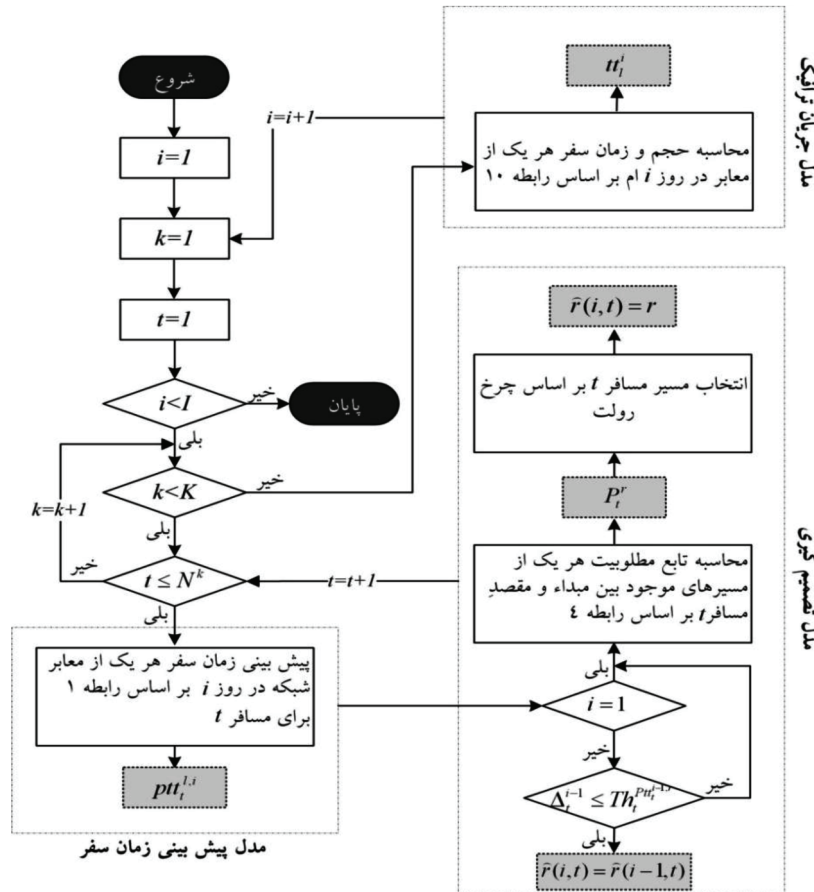 شروع
i=1
k=1
t=1
i<I
خیر
پایان
بلی
k<K
خیر
k=k+1
بلی
t ≤ N^k
خیر
بلی
پیش بینی زمان سفر هر یک از معابر
شبکه در روز i بر اساس رابطه ۱
برای مسافر t
ptt_t^{l,i}
مدل پیش بینی زمان سفر
i=i+1
tt_l^i
محاسبه حجم و زمان سفر هر یک از
معابر در روز i ام بر اساس رابطه ۱۰
مدل جریان ترافیک
r̂(i,t) = r
انتخاب مسیر مسافر t بر اساس چرخ
رولت
P_t^r
محاسبه تابع مطلوبیت هر یک از
مسیرهای موجود بین مبداء و مقصدِ
مسافر t بر اساس رابطه ٤
t=t+1
بلی
i = 1
خیر
Δ_t^{i-1} ≤ Th_t^{Ptt_t^{i-1,i}}
خیر
بلی
r̂(i,t) = r̂(i-1,t)
مدل تصمیم گیری